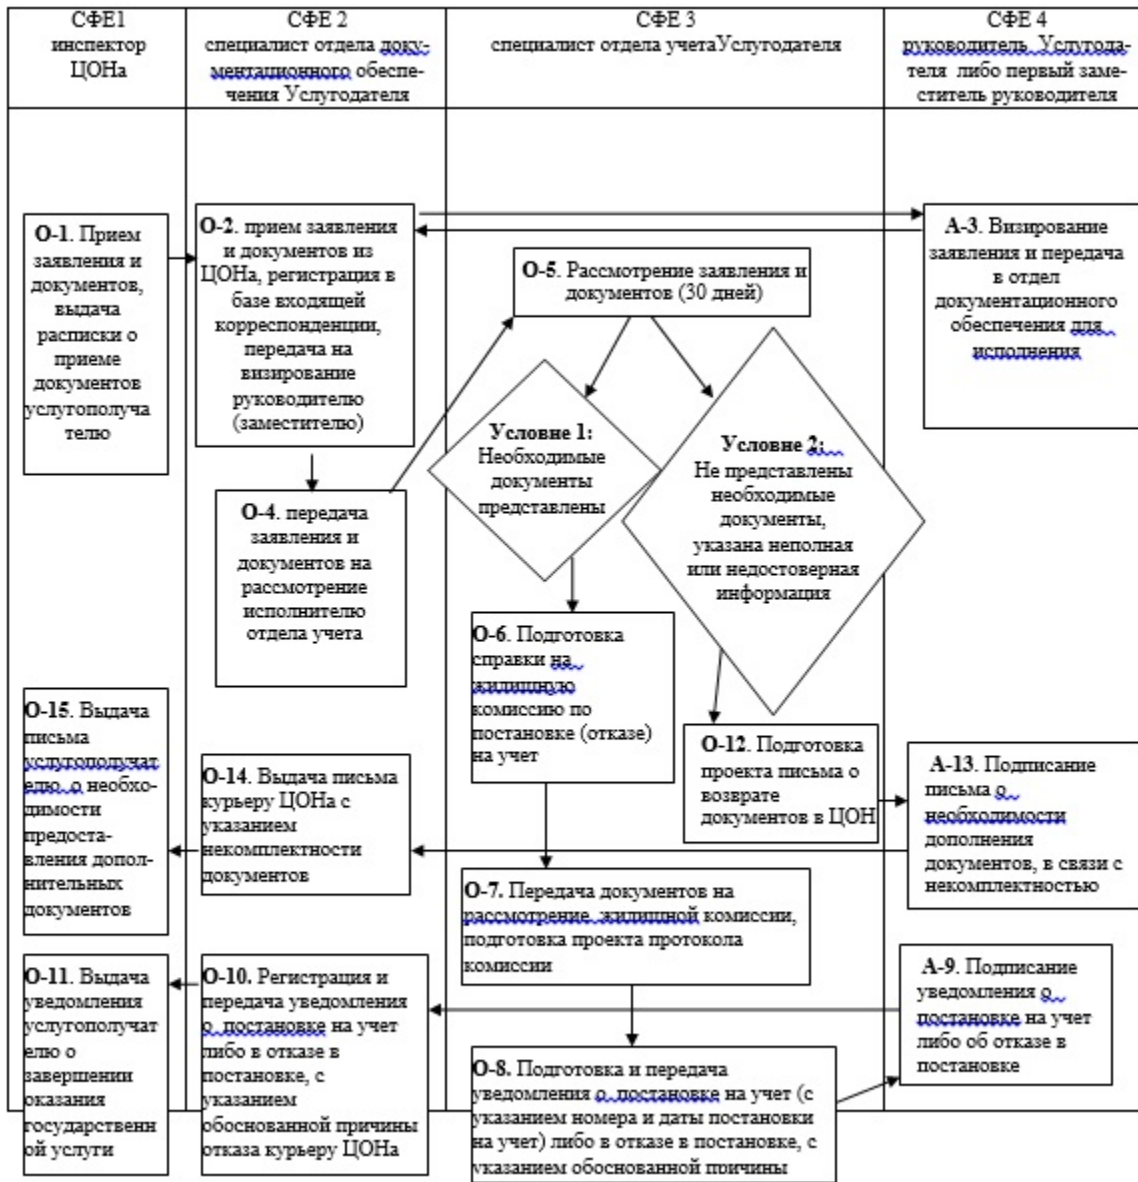 СФЕ1
инспектор
ЦОНа
СФЕ 2
специалист отдела доку-
ментационного обеспе-
чения Услугодателя
СФЕ 3
специалист отдела учетаУслугодателя
СФЕ 4
руководитель Услугода-
теля либо первый заме-
ститель руководителя
О-1. Прием
заявления и
документов,
выдача
расписки о
приеме
документов
услугополуча
телю
О-2. прием заявления
и документов из
ЦОНа, регистрация в
базе входящей
корреспонденции,
передача на
визирование
руководителю
(заместителю)
А-3. Визирование
заявления и передача
в отдел
документационного
обеспечения для
исполнения
О-5. Рассмотрение заявления и
документов (30 дней)
Условне 1:
Необходимые
документы
представлены
Условне 2:
Не представлены
необходимые
документы,
указана неполная
или недостоверная
информация
О-4. передача
заявления и
документов на
рассмотрение
исполнителю
отдела учета
О-6. Подготовка
справки на
жилищную
комиссию по
постановке (отказе)
на учет
О-15. Выдача
письма
услугополучат
елю о необхо-
димости
предоста-
вления допол-
нительных
документов
О-14. Выдача письма
курьеру ЦОНа с
указанием
некомплектности
документов
О-12. Подготовка
проекта письма о
возврате
документов в ЦОН
А-13. Подписание
письма о
необходимости
дополнения
документов, в связи с
некомплектностью
О-7. Передача документов на
рассмотрение жилищной комиссии,
подготовка проекта протокола
комиссии
О-11. Выдача
уведомления
услугополучат
елю о
завершении
оказания
государственн
ой услуги
О-10. Регистрация и
передача уведомления
о постановке на учет
либо в отказе в
постановке, с
указанием
обоснованной причины
отказа курьеру ЦОНа
А-9. Подписание
уведомления о
постановке на учет
либо об отказе в
постановке
О-8. Подготовка и передача
уведомления о постановке на учет (с
указанием номера и даты постановки
на учет) либо в отказе в постановке, с
указанием обоснованной причины